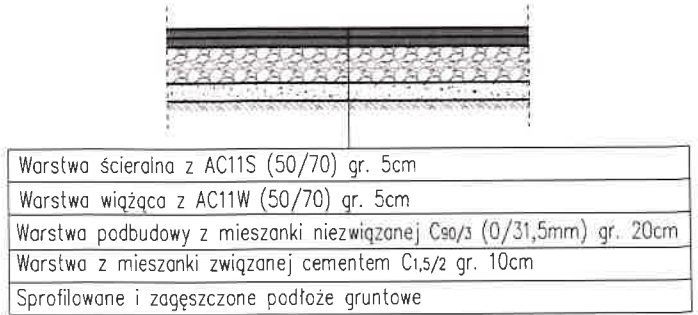 Warstwa ścieralna z AC11S (50/70) gr. 5cm
Warstwa wiążąca z AC11W (50/70) gr. 5cm
Warstwa podbudowy z mieszanki niezwiązanej C90/3 (0/31,5mm) gr. 20cm
Warstwa z mieszanki związanej cementem C1,5/2 gr. 10cm
Sprofilowane i zagęszczone podłoże gruntowe